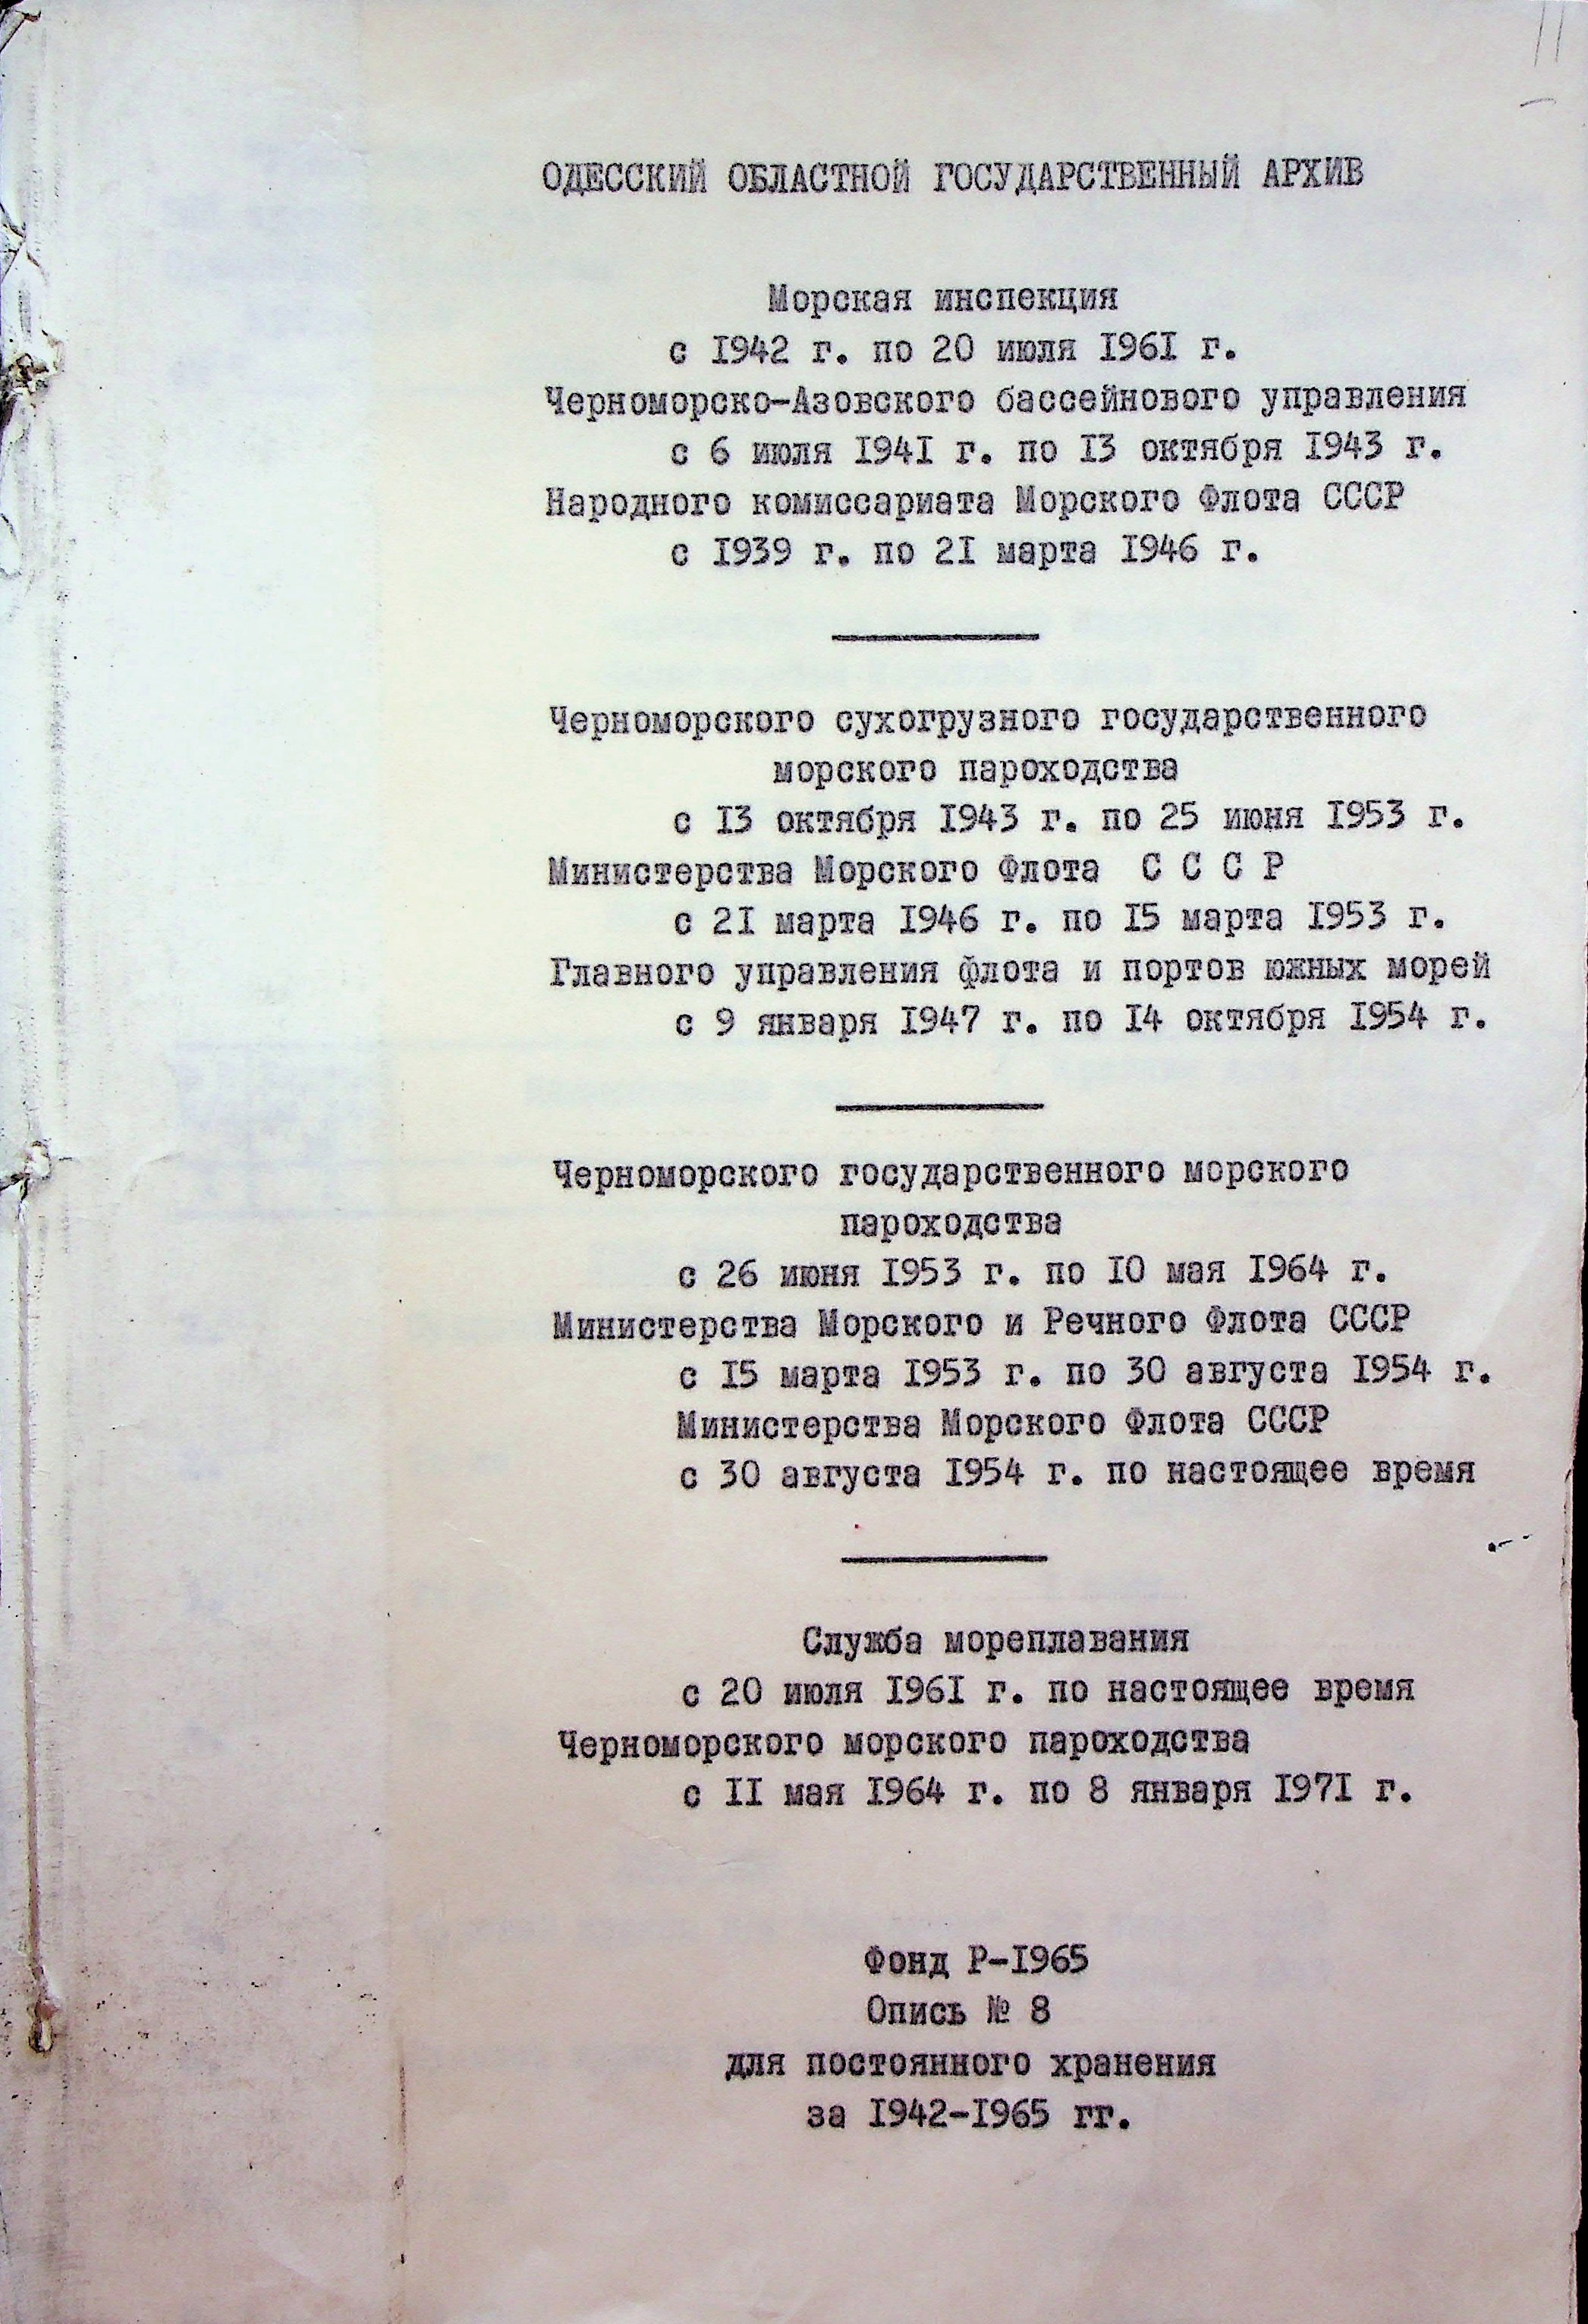 11
ОДЕССКИЙ ОБЛАСТНОЙ ГОСУДАРСТВЕННЫЙ АРХИВ
Морская инспекция
с 1942 г. по 20 июля 1961 г.
Черноморско-Азовского бассейнового управления
с 6 июля 1941 г. по 13 октября 1943 г.
Народного комиссариата Морского Флота СССР
с 1939 г. по 21 марта 1946 г.
Черноморского сухогрузного государственного
морского пароходства
с 13 октября 1943 г. по 25 июня 1953 г.
Министерства Морского Флота С С С Р
с 21 марта 1946 г. по 15 марта 1953 г.
Главного управления флота и портов южных морей
с 9 января 1947 г. по 14 октября 1954 г.
Черноморского государственного морского
пароходства
с 26 июня 1953 г. по 10 мая 1964 г.
Министерства Морского и Речного Флота СССР
с 15 марта 1953 г. по 30 августа 1954 г.
Министерства Морского Флота СССР
с 30 августа 1954 г. по настоящее время
Служба мореплавания
с 20 июля 1961 г. по настоящее время
Черноморского морского пароходства
с 11 мая 1964 г. по 8 января 1971 г.
Фонд Р-1965
Опись № 8
для постоянного хранения
за 1942-1965 гг.